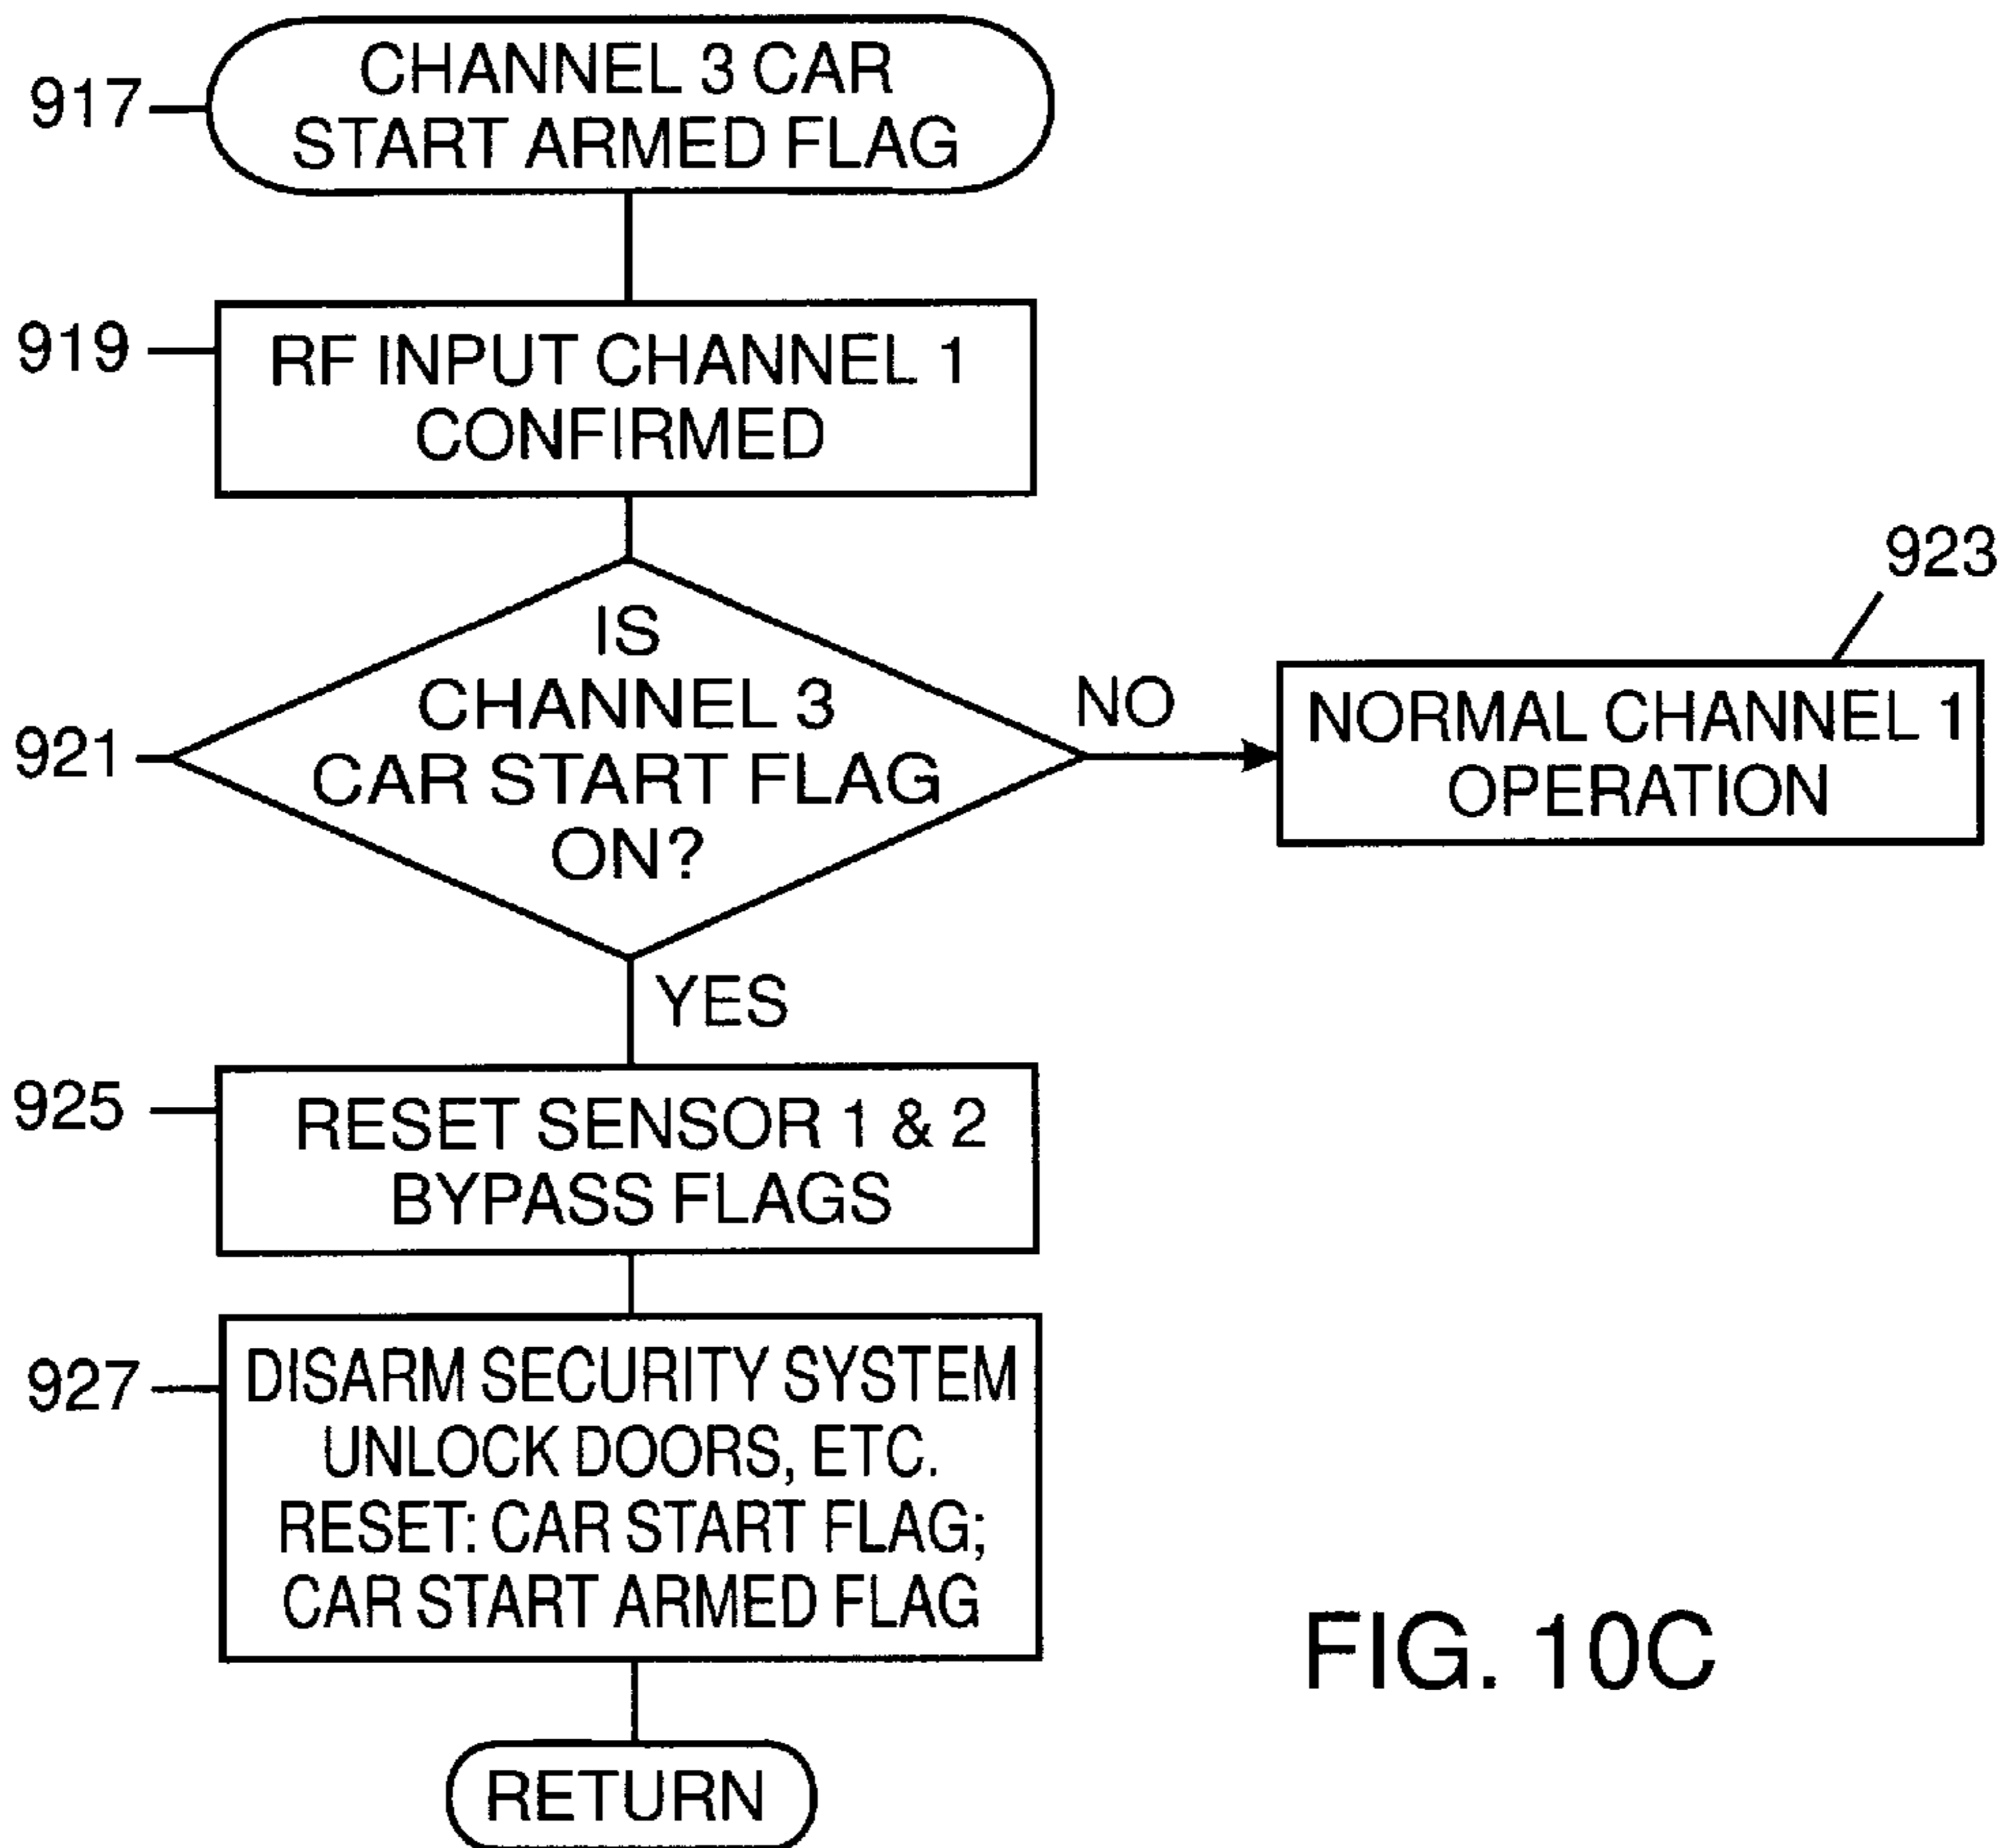 917
CHANNEL 3 CAR
START ARMED FLAG
919
RF INPUT CHANNEL 1
CONFIRMED
921
IS
CHANNEL 3
CAR START FLAG
ON?
NO
923
NORMAL CHANNEL 1
OPERATION
YES
925
RESET SENSOR 1 & 2
BYPASS FLAGS
927
DISARM SECURITY SYSTEM
UNLOCK DOORS, ETC.
RESET: CAR START FLAG;
CAR START ARMED FLAG
RETURN
FIG. 10C